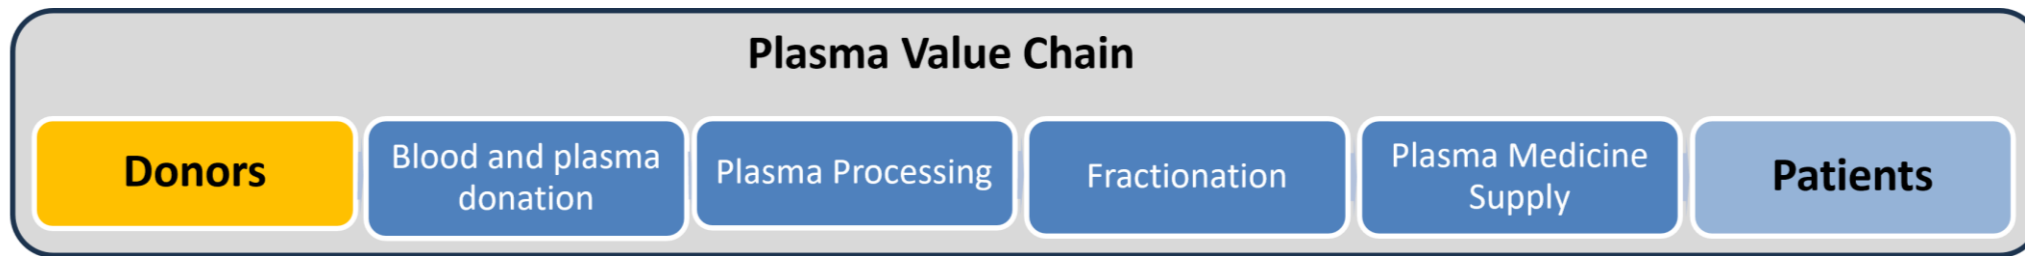 Plasma Value Chain
Donors
Blood and plasma
donation
Plasma Processing
Fractionation
Plasma Medicine
Supply
Patients